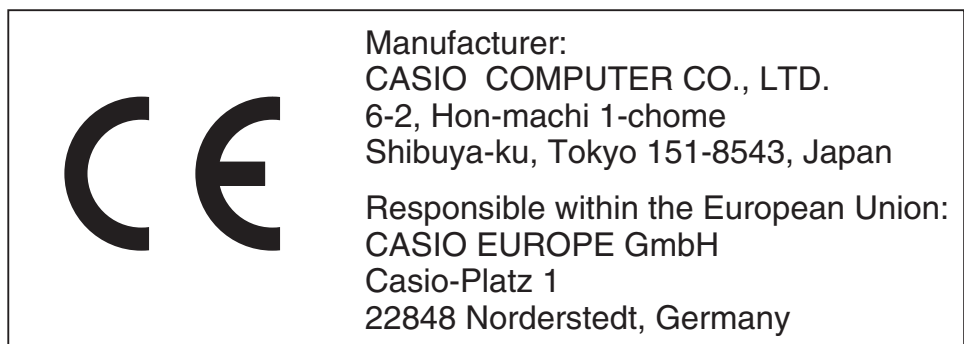 CE
Manufacturer:
CASIO COMPUTER CO., LTD.
6-2, Hon-machi 1-chome
Shibuya-ku, Tokyo 151-8543, Japan
Responsible within the European Union:
CASIO EUROPE GmbH
Casio-Platz 1
22848 Norderstedt, Germany